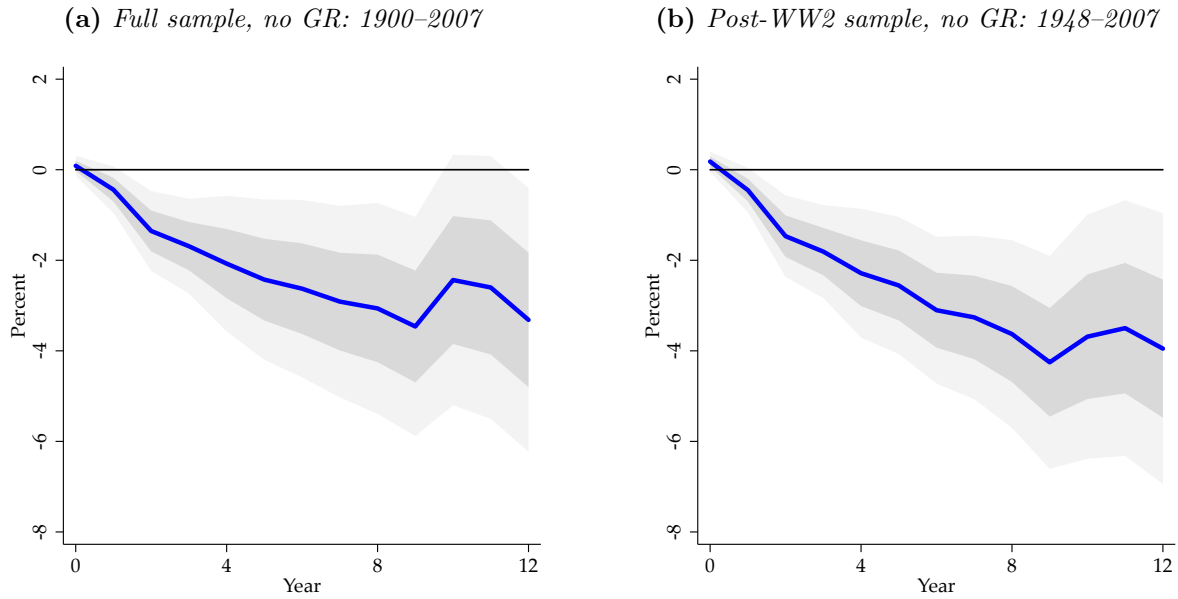 (a) Full sample, no GR: 1900–2007
2
0
-2
-4
-6
-8
Percent
0 4 8 12
Year
(b) Post-WW2 sample, no GR: 1948–2007
2
0
-2
-4
-6
-8
Percent
0 4 8 12
Year